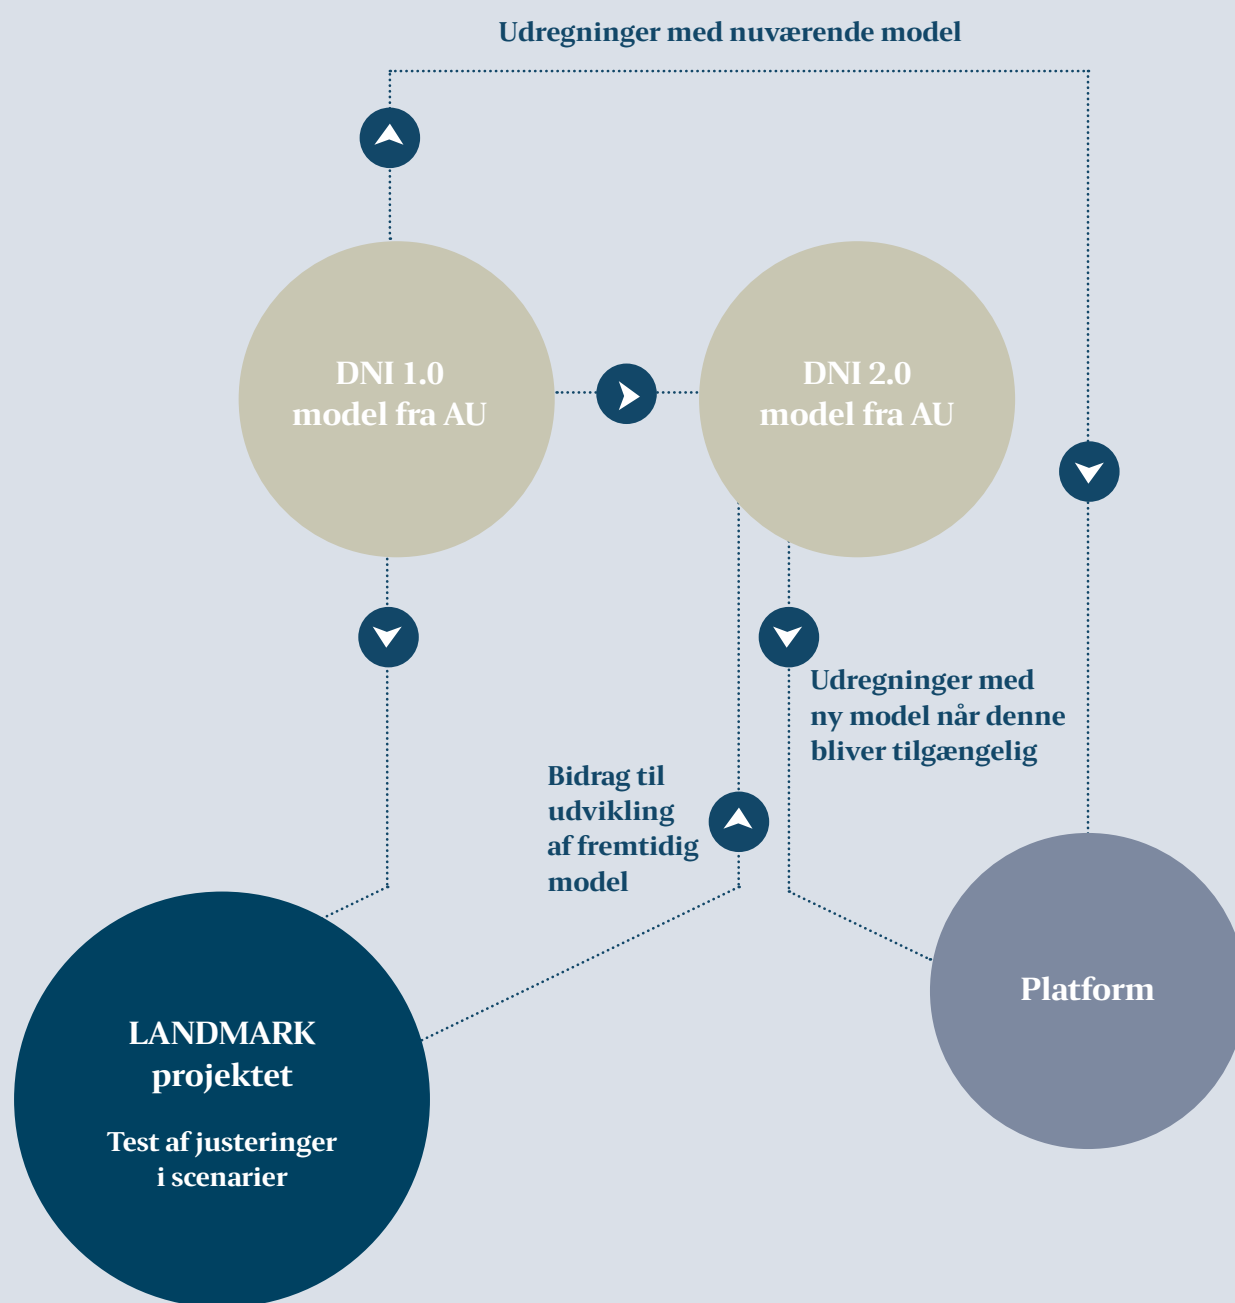 Udregninger med nuværende model
DNI 1.0
model fra AU
DNI 2.0
model fra AU
Udregninger med
ny model når denne
bliver tilgængelig
Bidrag til
udvikling
af fremtidig
model
Platform
LANDMARK
projektet
Test af justeringer
i scenarier